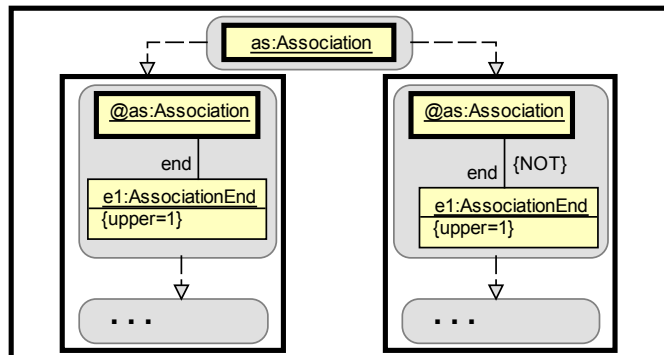 as:Association
@as:Association
end
e1:AssociationEnd
{upper=1}
. . .
@as:Association
end
{NOT}
e1:AssociationEnd
{upper=1}
. . .